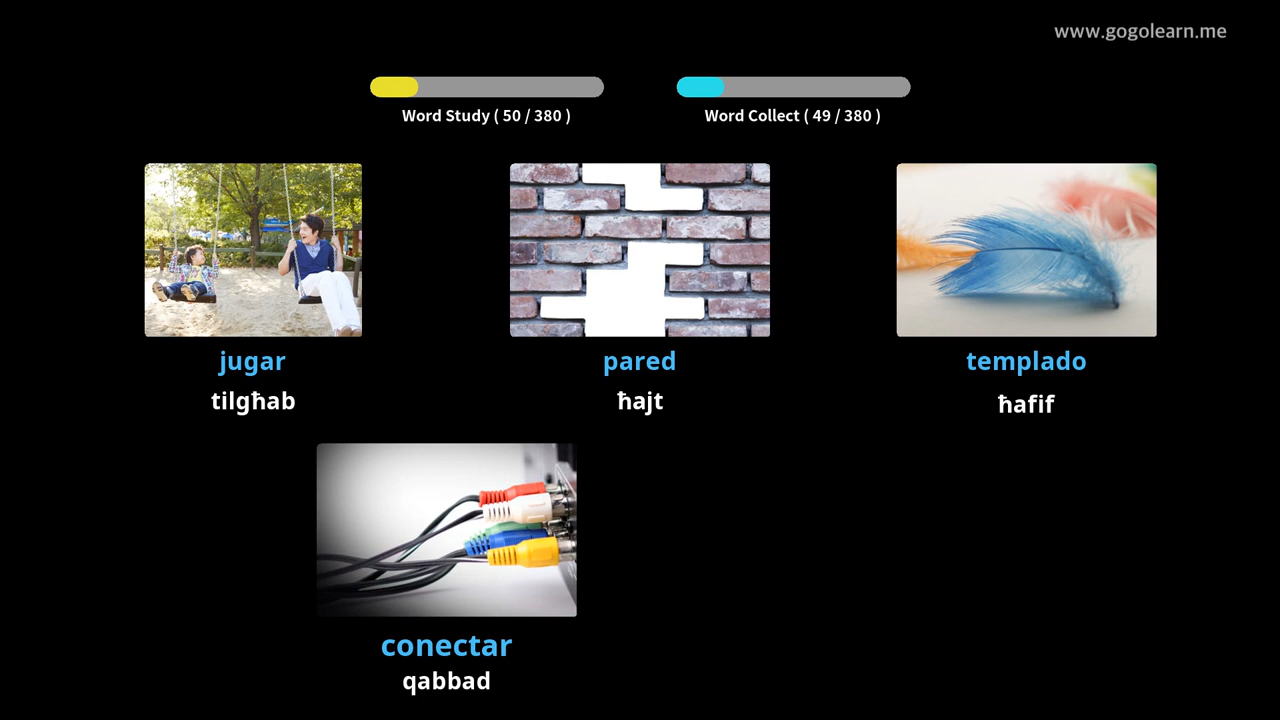 www.gogolearn.me
Word Study ( 50 / 380 )
Word Collect ( 49 / 380 )
jugar
tilgħab
pared
ħajt
templado
ħafif
conectar
qabbad